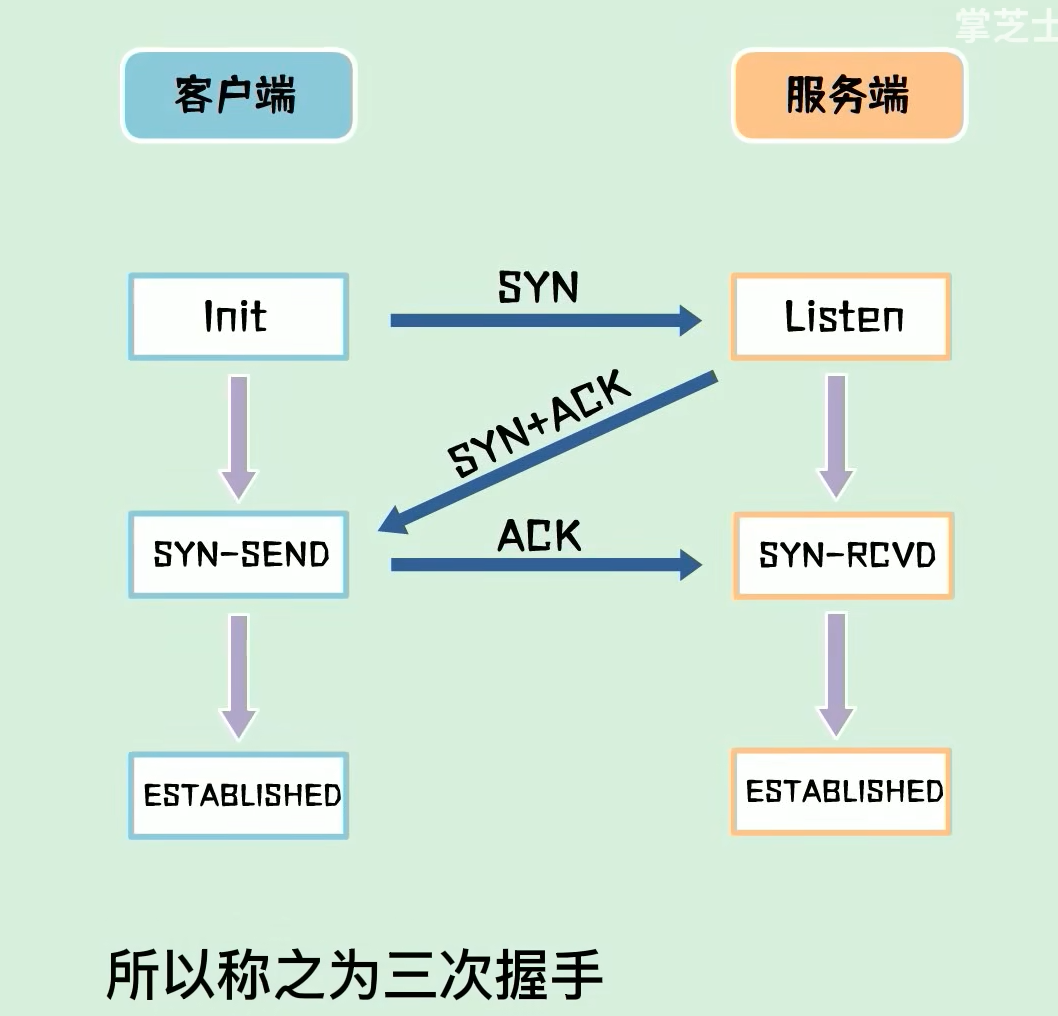 掌芝士
客户端
服务端
Init
SYN
Listen
SYN+ACK
SYN-SEND
ACK
SYN-RCVD
ESTABLISHED
ESTABLISHED
所以称之为三次握手